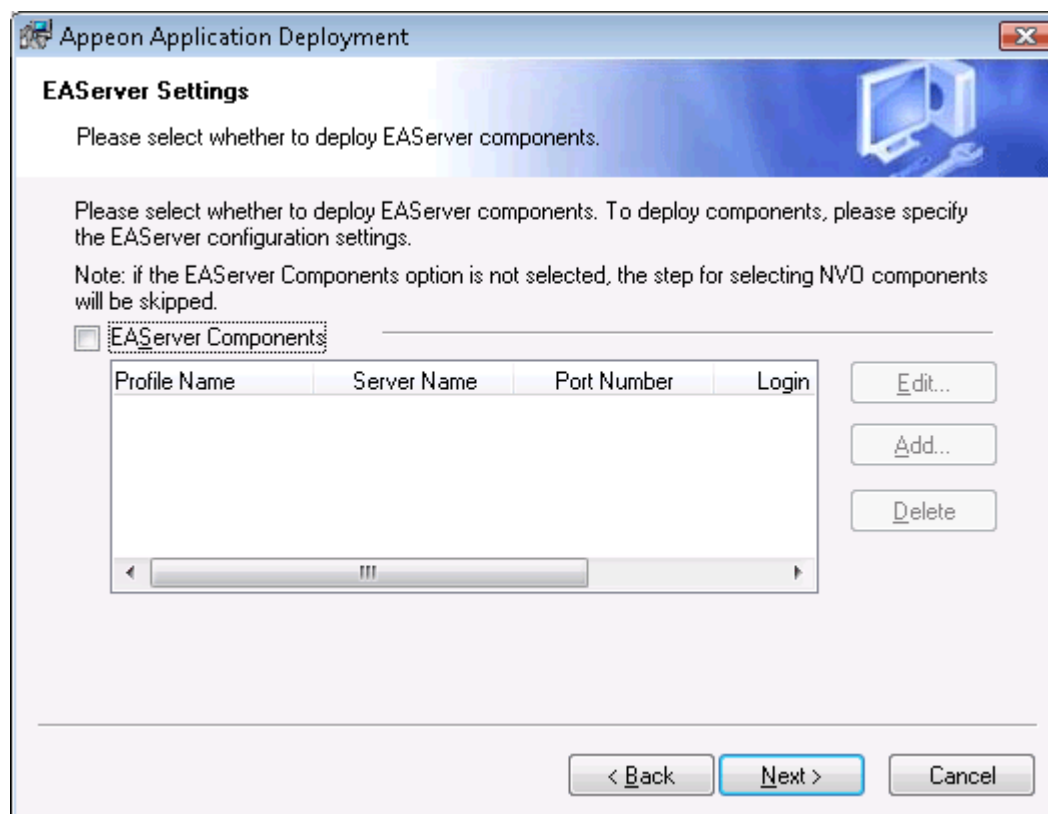 Appeon Application Deployment
EAServer Settings
Please select whether to deploy EAServer components.
Please select whether to deploy EAServer components. To deploy components, please specify
the EAServer configuration settings.
Note: if the EAServer Components option is not selected, the step for selecting NVO components
will be skipped.
EAServer Components
Profile Name Server Name Port Number Login
Edit...
Add...
Delete
< Back Next > Cancel